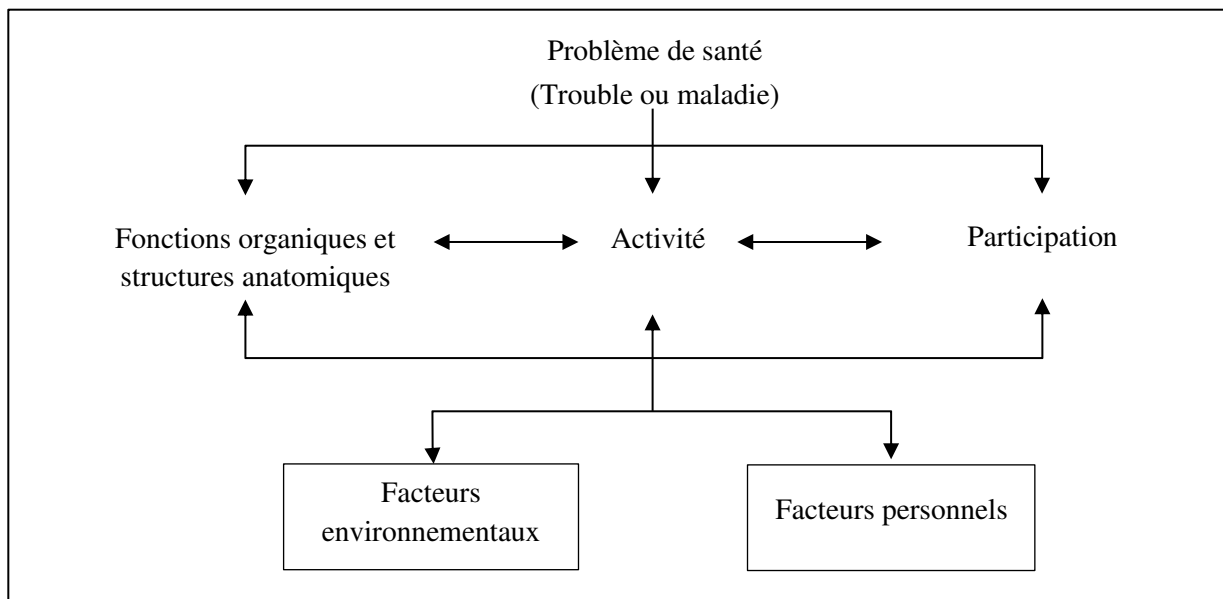 Problème de santé
(Trouble ou maladie)
Fonctions organiques et
structures anatomiques
Activité
Participation
Facteurs
environnementaux
Facteurs personnels